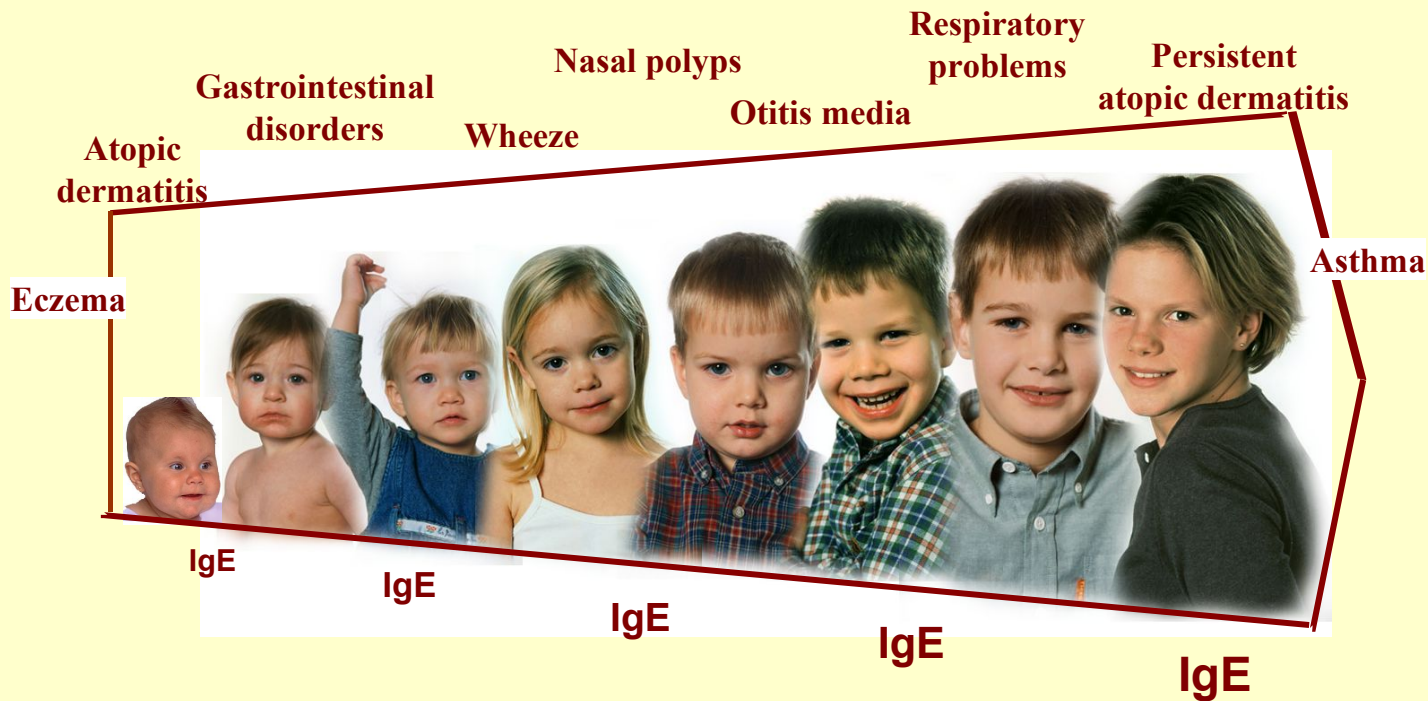 Respiratory
problems
Nasal polyps
Persistent
atopic dermatitis
Gastrointestinal
disorders
Otitis media
Wheeze
Atopic
dermatitis
Asthma
Eczema
IgE
IgE
IgE
IgE
IgE